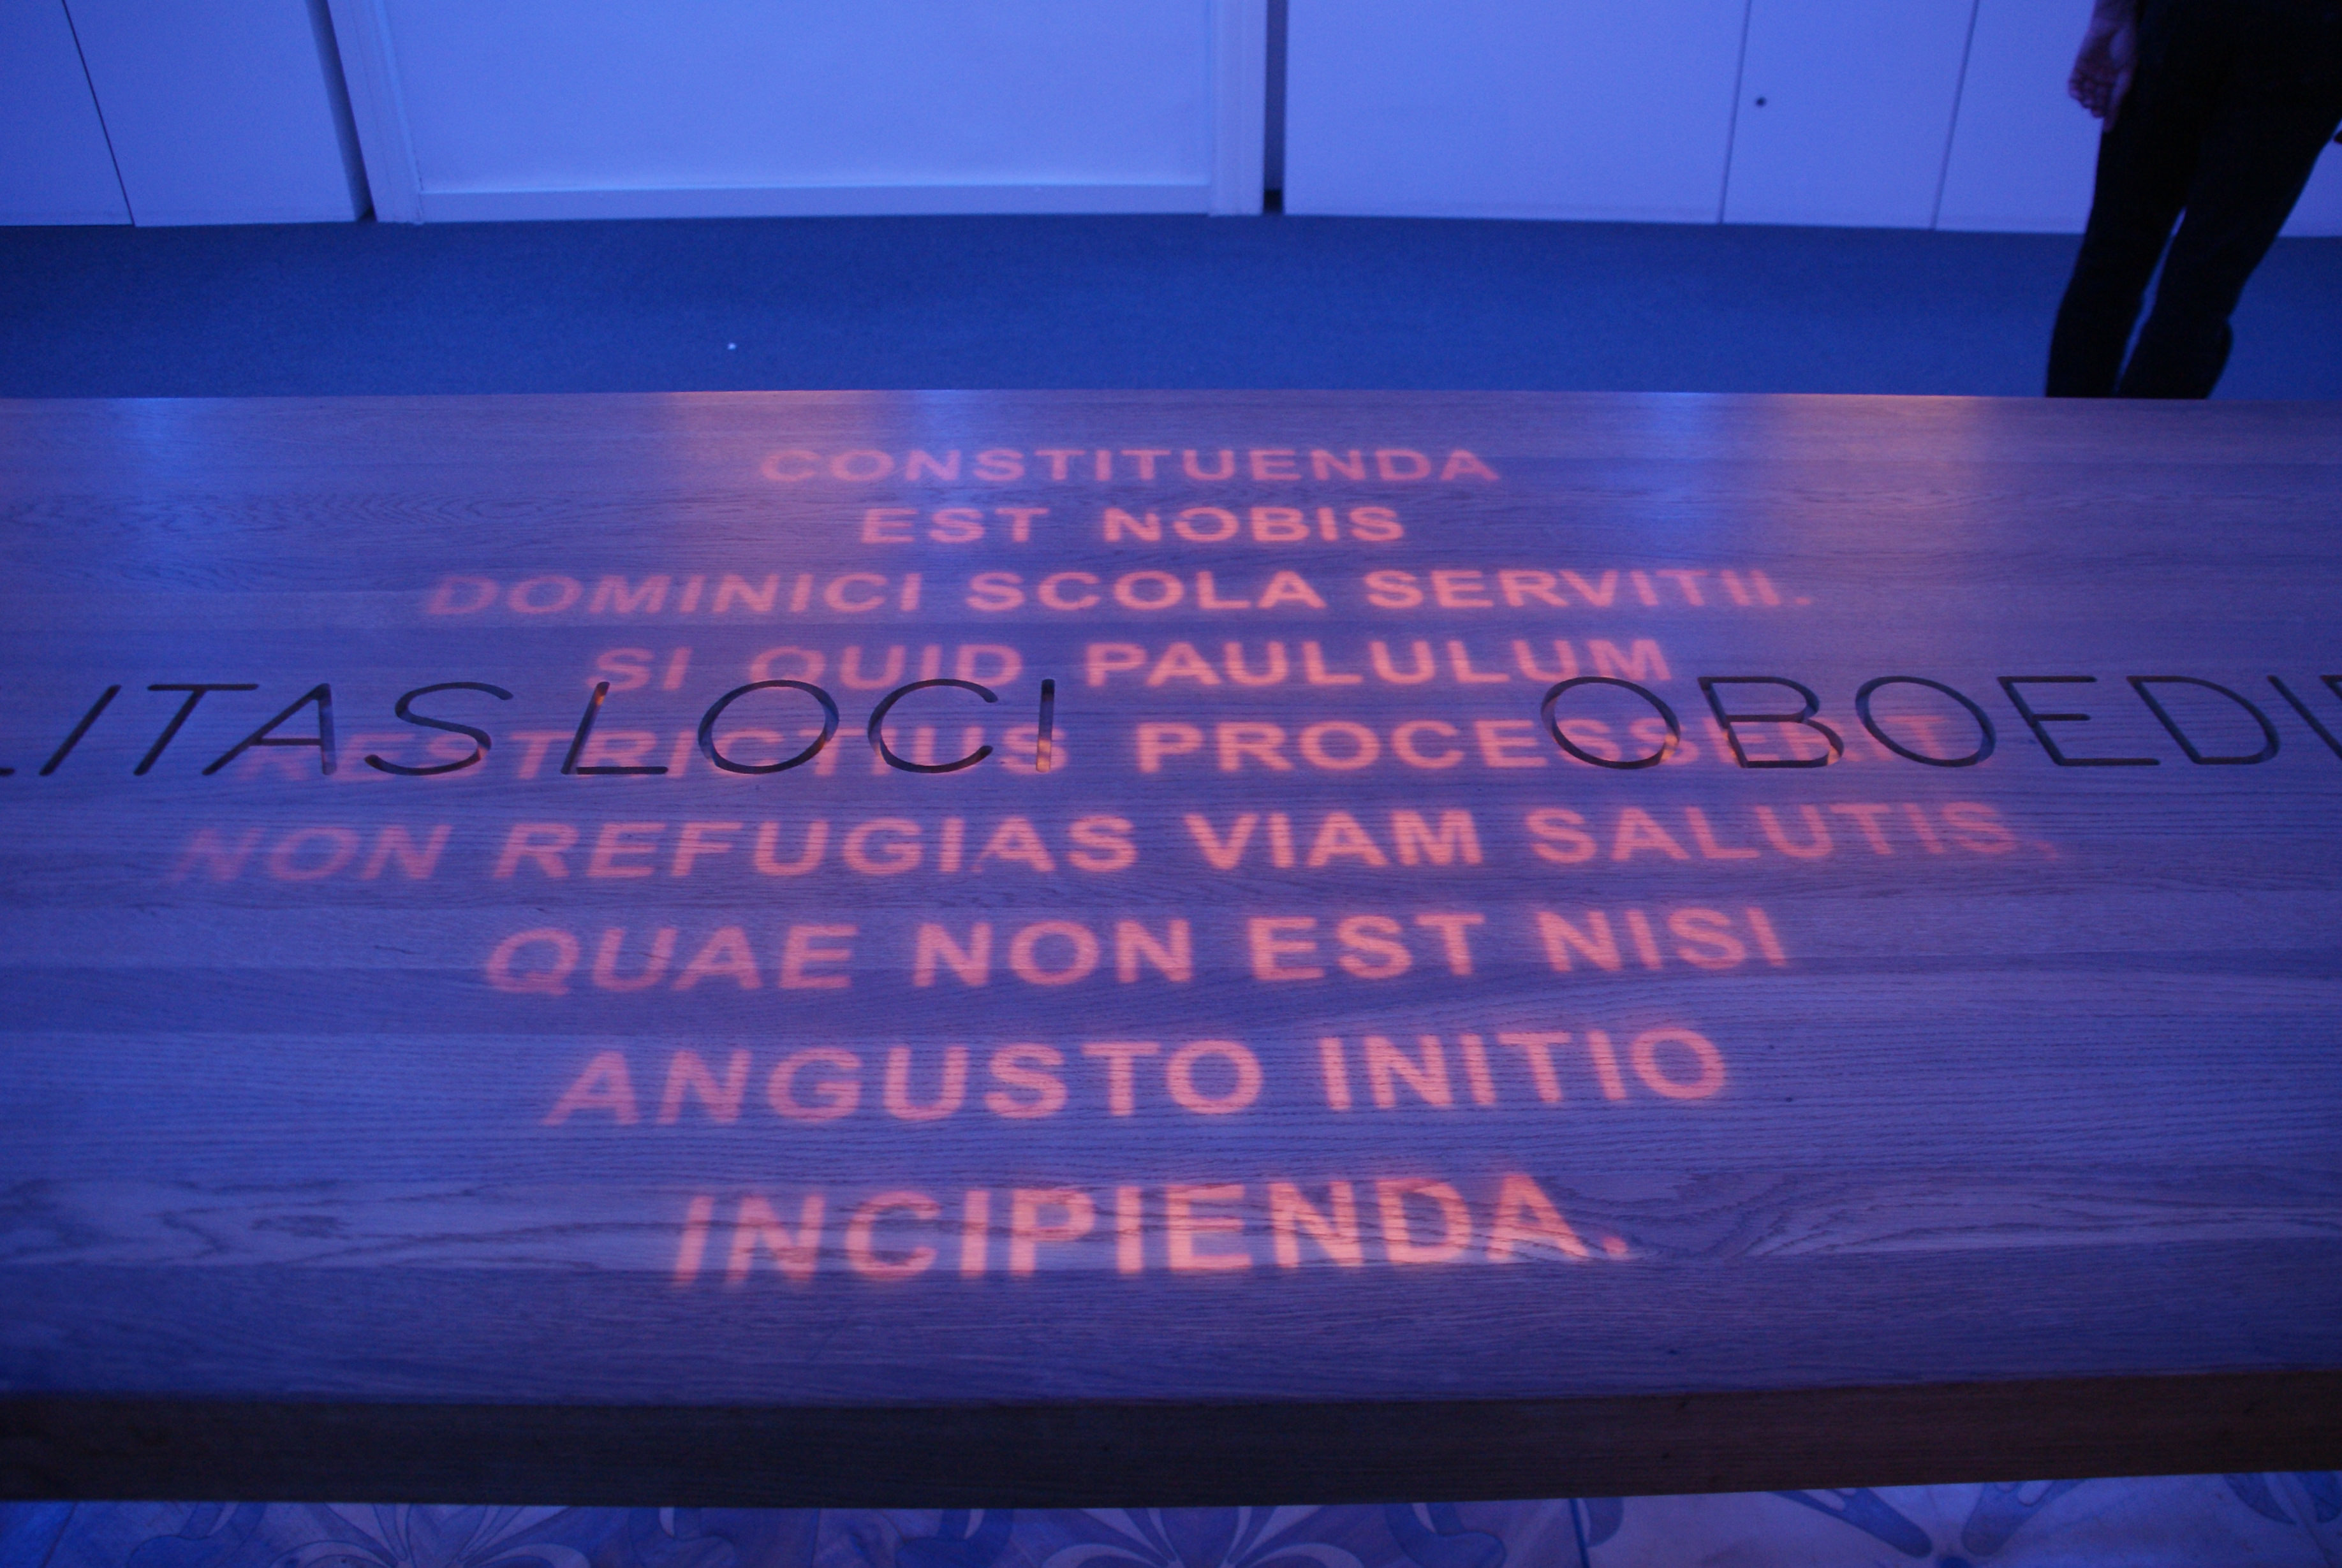 CONSTITUENDA
EST NOBIS
DOMINICI SCOLA SERVITII.
SI QUID PAULULUM
RESTRICTIUS PROCESSERIT
NON REFUGIAS VIAM SALUTIS,
QUAE NON EST NISI
ANGUSTO INITIO
INCIPIENDA.
LITAS LOCI OBOEDI